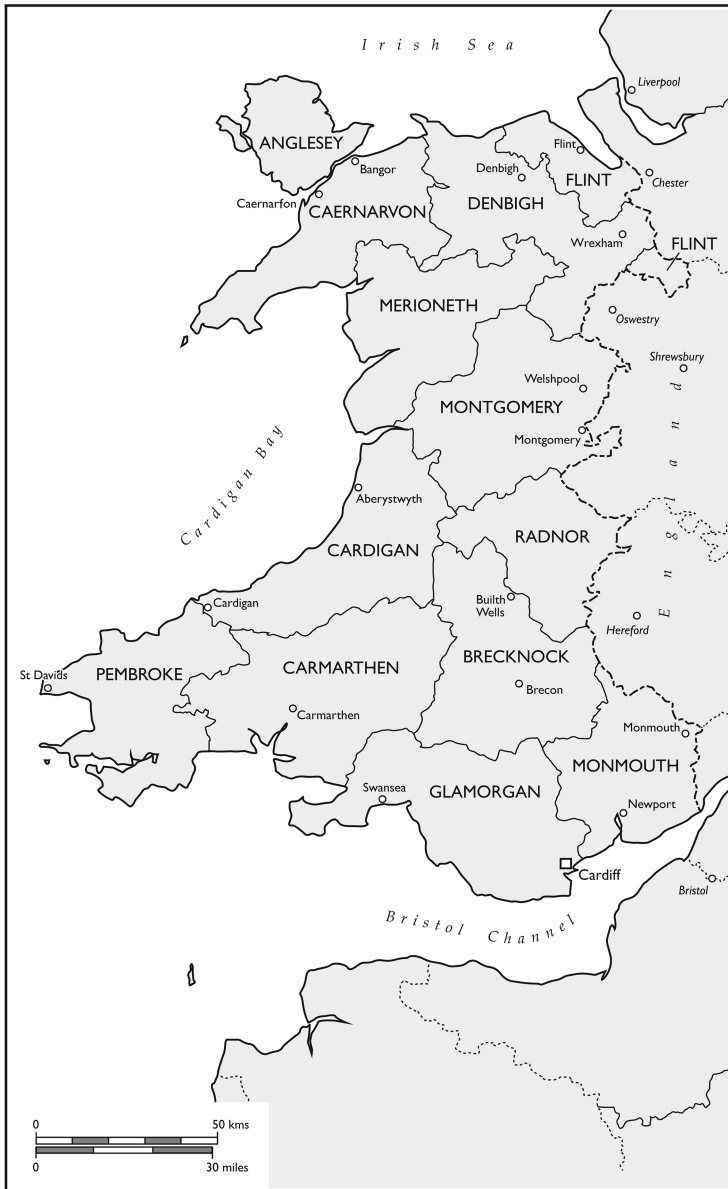 Irish Sea
Liverpool
ANGLESEY
Bangor
Flint
Denbigh
FLINT
Chester
Caernarfon
CAERNARVON
DENBIGH
Wrexham
FLINT
MERIONETH
Oswestry
Shrewsbury
Welshpool
MONTGOMERY
Montgomery
England
Cardigan Bay
Aberystwyth
RADNOR
CARDIGAN
Cardigan
Builth
Wells
Hereford
St Davids
PEMBROKE
CARMARTHEN
BRECKNOCK
Brecon
Carmarthen
Monmouth
MONMOUTH
Swansea
GLAMORGAN
Newport
Cardiff
Bristol
Bristol Channel
0 50 kms
0 30 miles